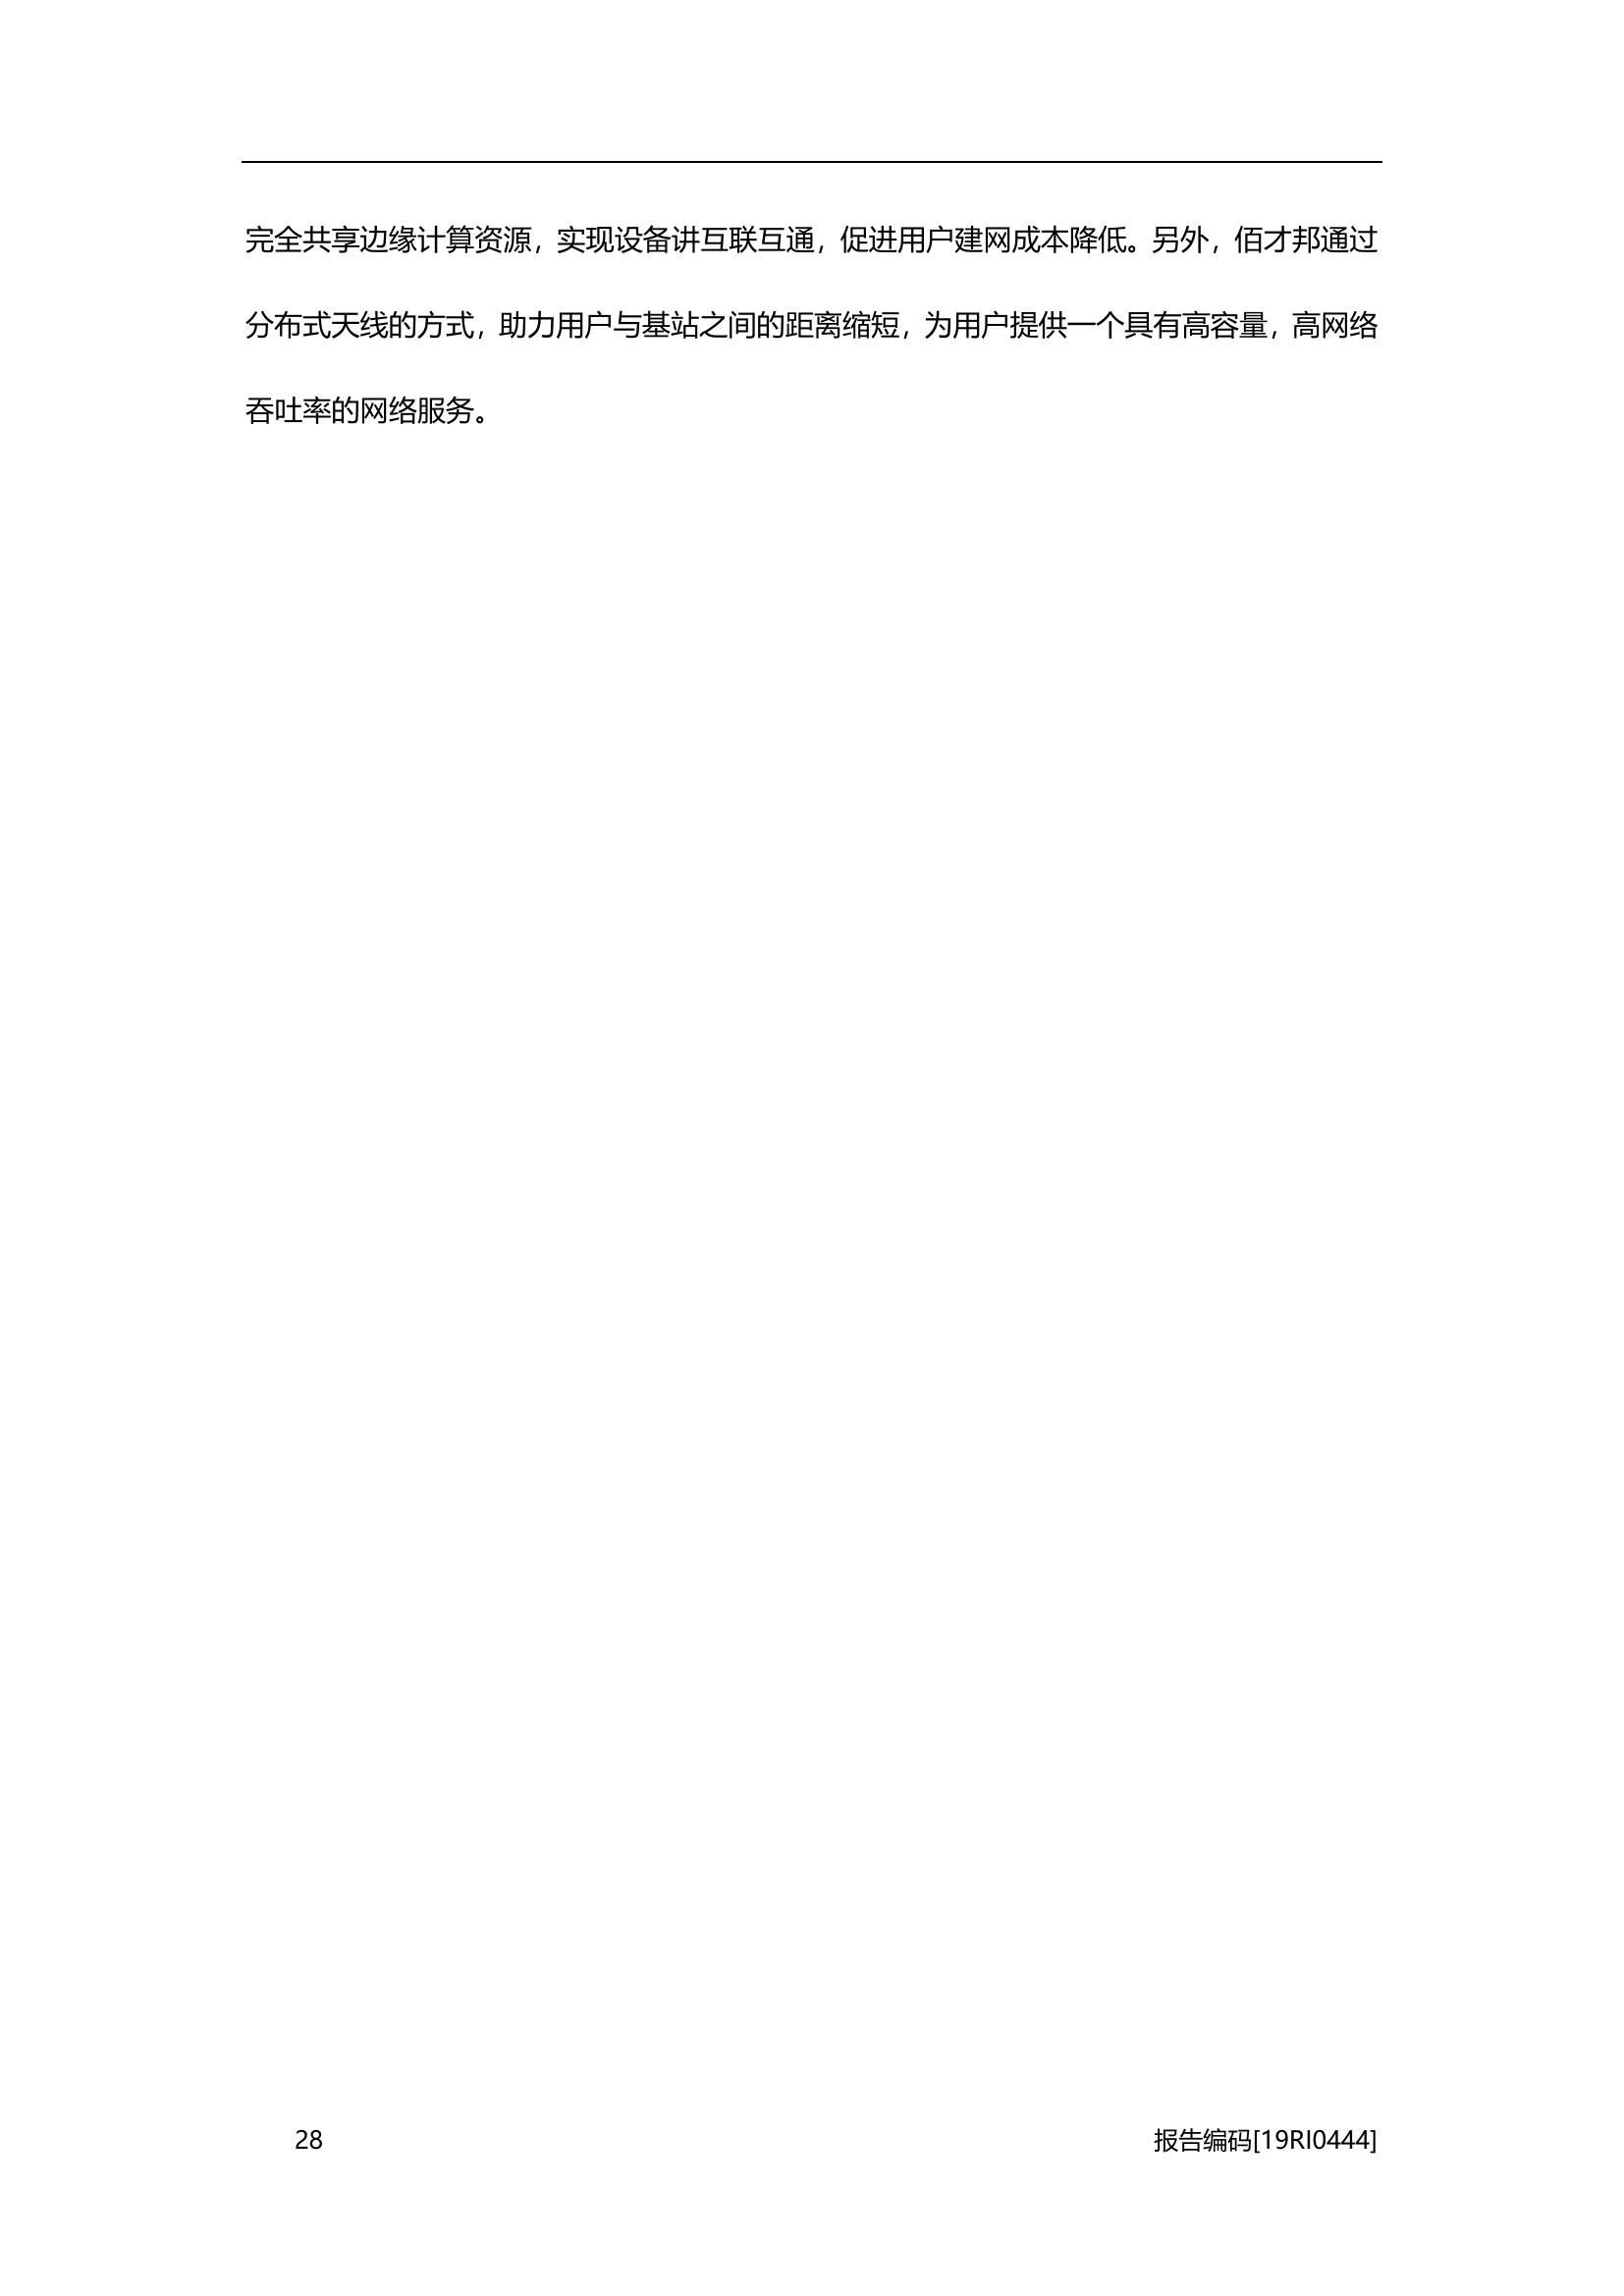 完全共享边缘计算资源，实现设备讲互联互通，促进用户建网成本降低。另外，佰才邦通过
分布式天线的方式，助力用户与基站之间的距离缩短，为用户提供一个具有高容量，高网络
吞吐率的网络服务。
28
报告编码[19RI0444]